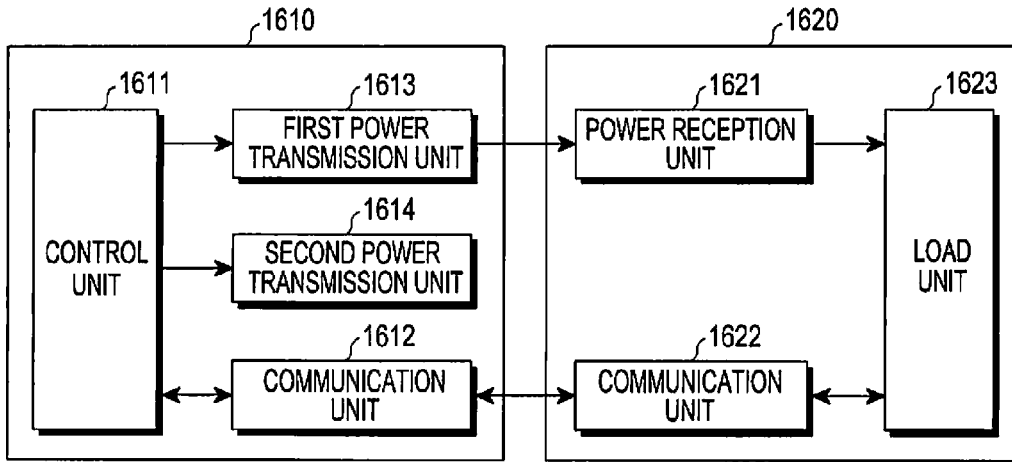 1610
1620
1611
1613
1621
1623
FIRST POWER
TRANSMISSION UNIT
POWER RECEPTION
UNIT
1614
CONTROL
UNIT
SECOND POWER
TRANSMISSION UNIT
LOAD
UNIT
1612
1622
COMMUNICATION
UNIT
COMMUNICATION
UNIT